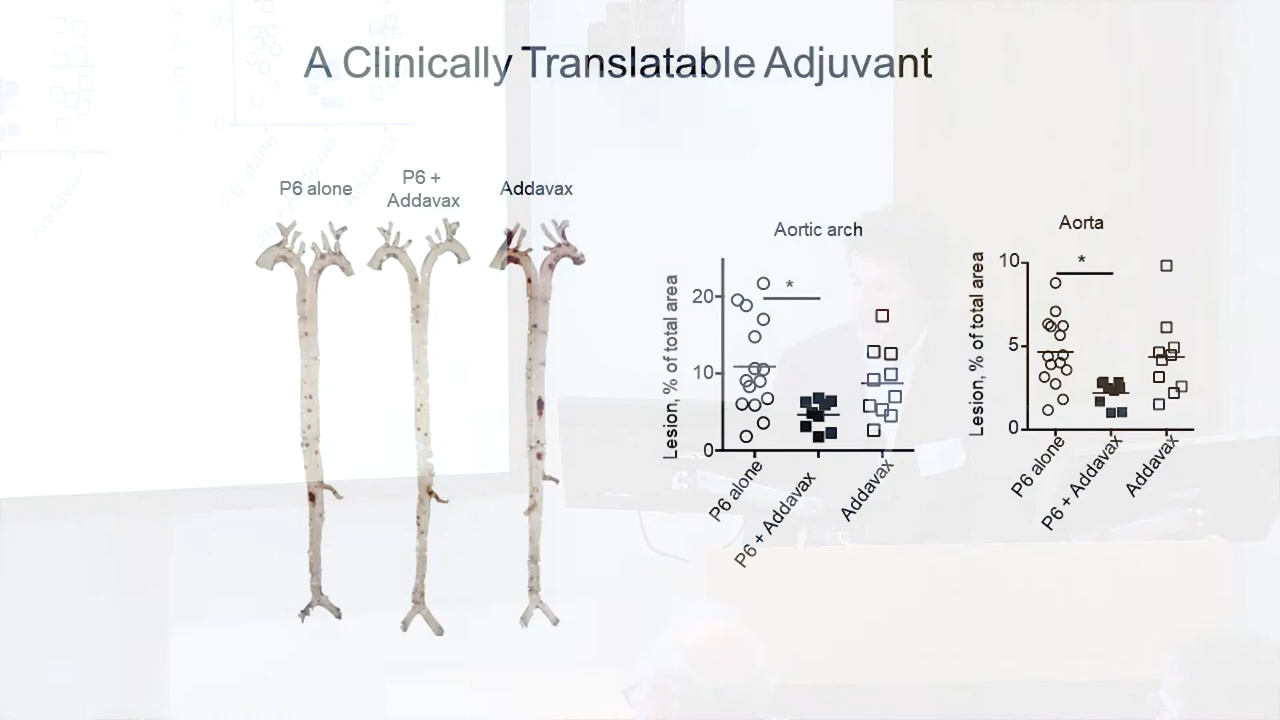 A Clinically Translatable Adjuvant
P6 alone
P6 +
Addavax
Addavax
Aortic arch
Lesion, % of total area
20
10
0
*
P6 alone
P6 + Addavax
Addavax
Aorta
Lesion, % of total area
10
5
0
*
P6 alone
P6 + Addavax
Addavax